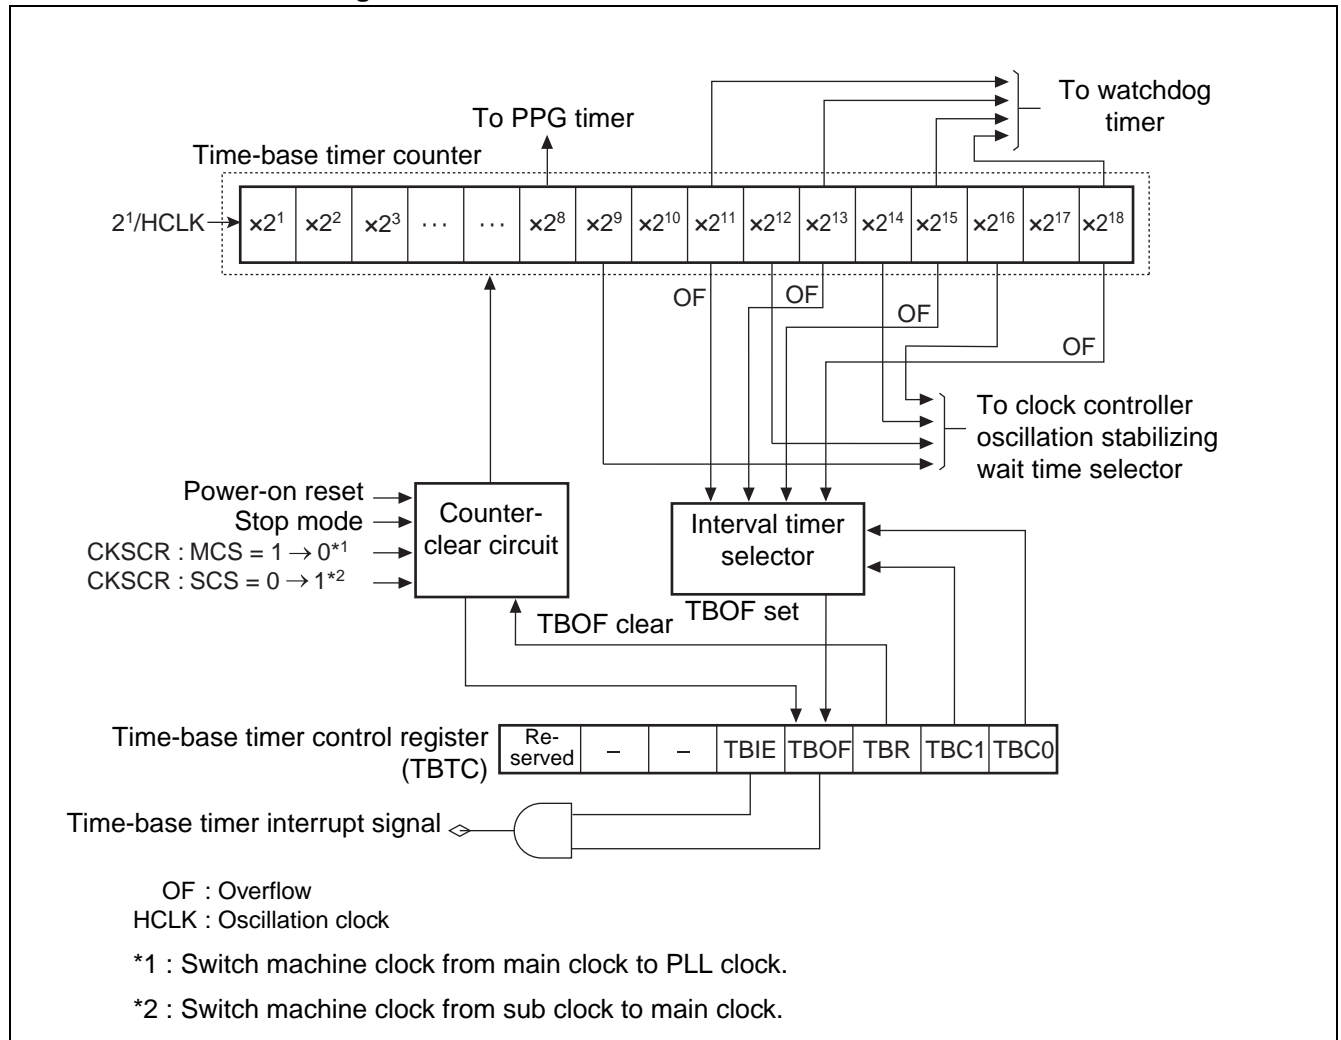 To watchdog
timer
To PPG timer
Time-base timer counter
2¹/HCLK
×2¹ ×2² ×2³ ··· ··· ×2⁸ ×2⁹ ×2¹⁰ ×2¹¹ ×2¹² ×2¹³ ×2¹⁴ ×2¹⁵ ×2¹⁶ ×2¹⁷ ×2¹⁸
OF
OF
OF
OF
To clock controller
oscillation stabilizing
wait time selector
Power-on reset
Stop mode
CKSCR : MCS = 1 → 0*¹
CKSCR : SCS = 0 → 1*²
Counter-
clear circuit
Interval timer
selector
TBOF clear
TBOF set
Time-base timer control register
(TBTC)
Re-
served
– – TBIE TBOF TBR TBC1 TBC0
Time-base timer interrupt signal
OF : Overflow
HCLK : Oscillation clock
*1 : Switch machine clock from main clock to PLL clock.
*2 : Switch machine clock from sub clock to main clock.